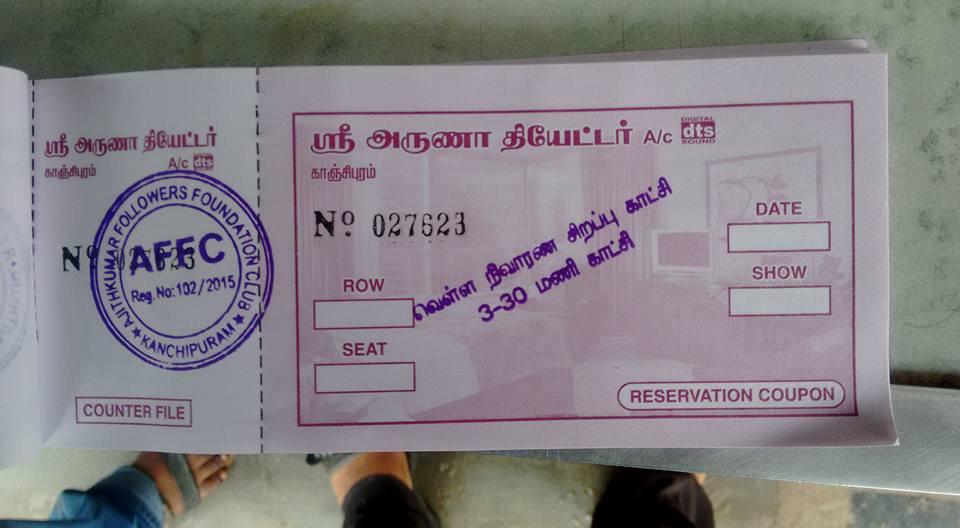 ஸ்ரீ அருணா தியேட்டர்
A/c dts
காஞ்சிபுரம்
Nº 027623
AJITHKUMAR FOLLOWERS FOUNDATION CLUB
AFFC
Reg. No: 102/2015
★ KANCHIPURAM ★
COUNTER FILE
ஸ்ரீ அருணா தியேட்டர் A/c DIGITAL dts SOUND
காஞ்சிபுரம்
Nº 027623
வெள்ள நிவாரண சிறப்பு காட்சி
3-30 மணி காட்சி
ROW
SEAT
DATE
SHOW
RESERVATION COUPON